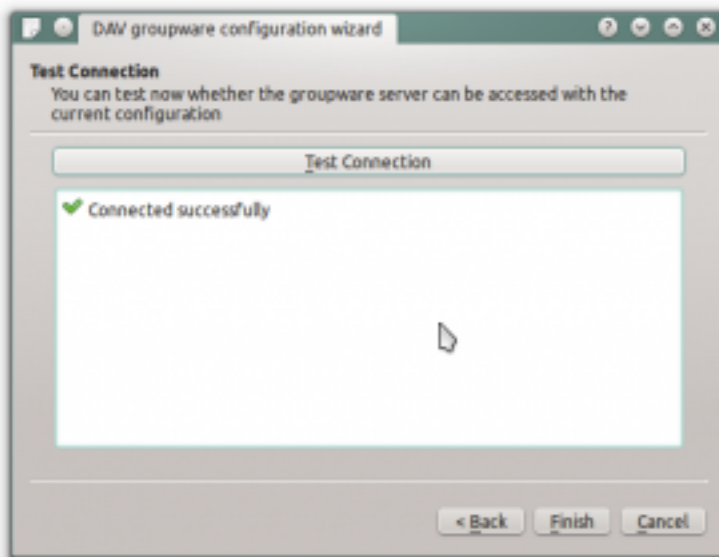 DAV groupware configuration wizard
Test Connection
You can test now whether the groupware server can be accessed with the
current configuration
Test Connection
Connected successfully
< Back Finish Cancel